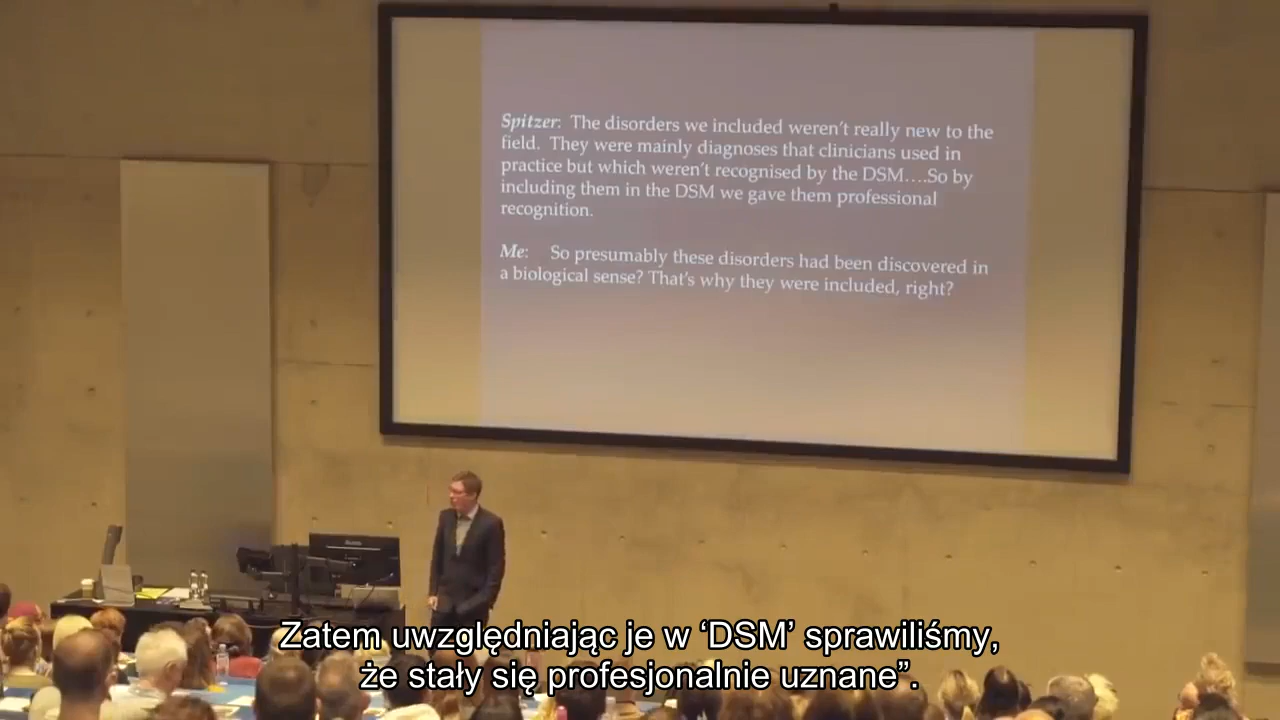 Spitzer: The disorders we included weren't really new to the
field. They were mainly diagnoses that clinicians used in
practice but which weren't recognised by the DSM....So by
including them in the DSM we gave them professional
recognition.
Me: So presumably these disorders had been discovered in
a biological sense? That's why they were included, right?
Zatem uwzględniając je w ‘DSM’ sprawiliśmy,
że stały się profesjonalnie uznane”.